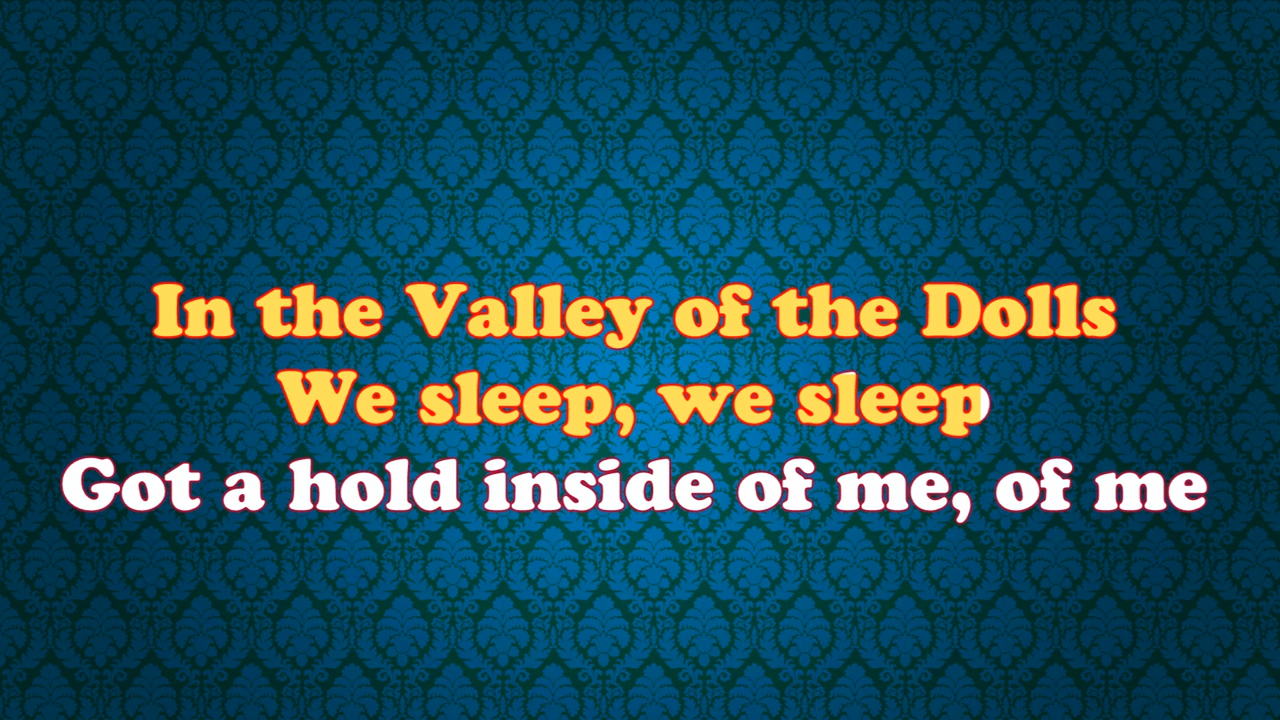 In the Valley of the Dolls
We sleep, we sleep
Got a hold inside of me, of me